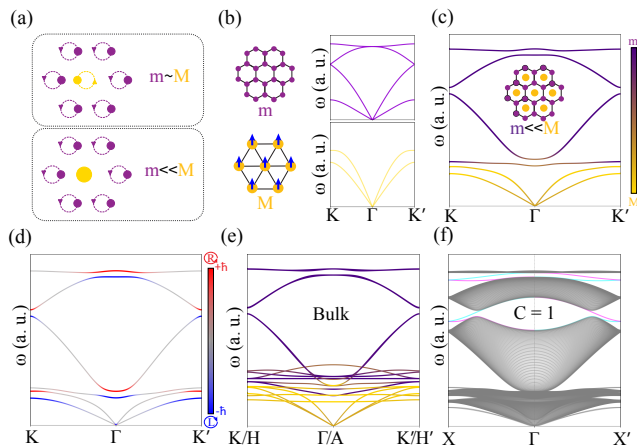 (a)
m~M
m<<M
(b)
m
M
ω (a. u.)
ω (a. u.)
K Γ K′
(c)
ω (a. u.)
m<<M
K Γ K′
m
M
(d)
ω (a. u.)
K Γ K′
R
+ℏ
-ℏ
L
(e)
ω (a. u.)
Bulk
K/H Γ/A K′/H′
(f)
ω (a. u.)
C = 1
X Γ X′